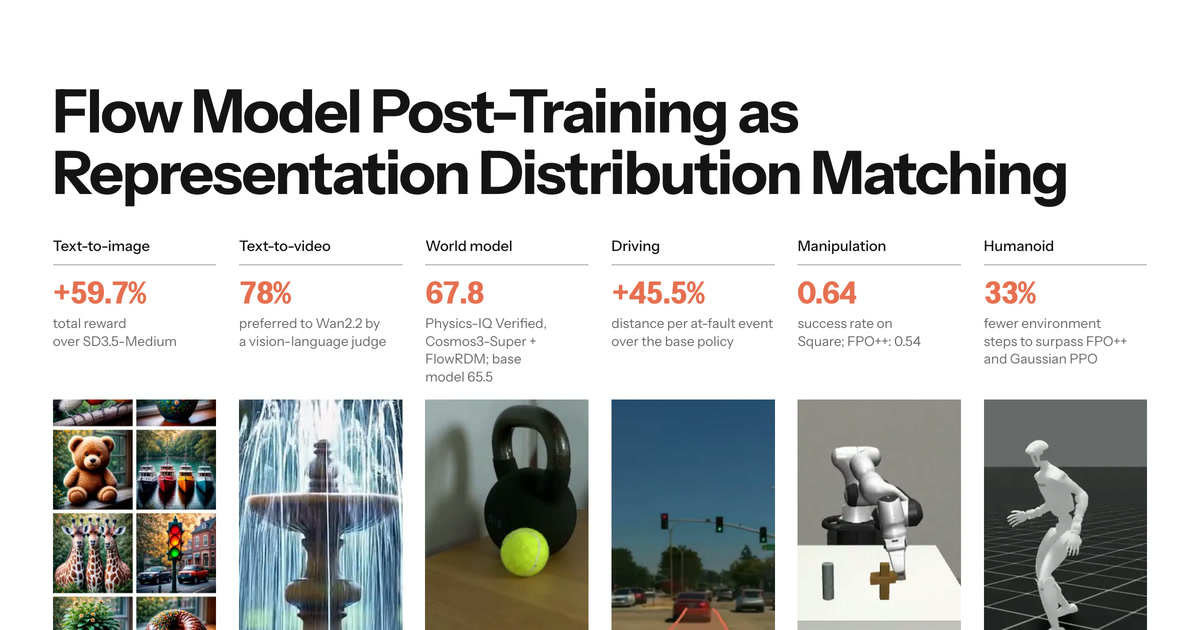 Flow Model Post-Training as
Representation Distribution Matching
Text-to-image
+59.7%
total reward
over SD3.5-Medium
Text-to-video
78%
preferred to Wan2.2 by
a vision-language judge
World model
67.8
Physics-IQ Verified,
Cosmos3-Super +
FlowRDM; base
model 65.5
Driving
+45.5%
distance per at-fault event
over the base policy
Manipulation
0.64
success rate on
Square; FPO++: 0.54
Humanoid
33%
fewer environment
steps to surpass FPO++
and Gaussian PPO